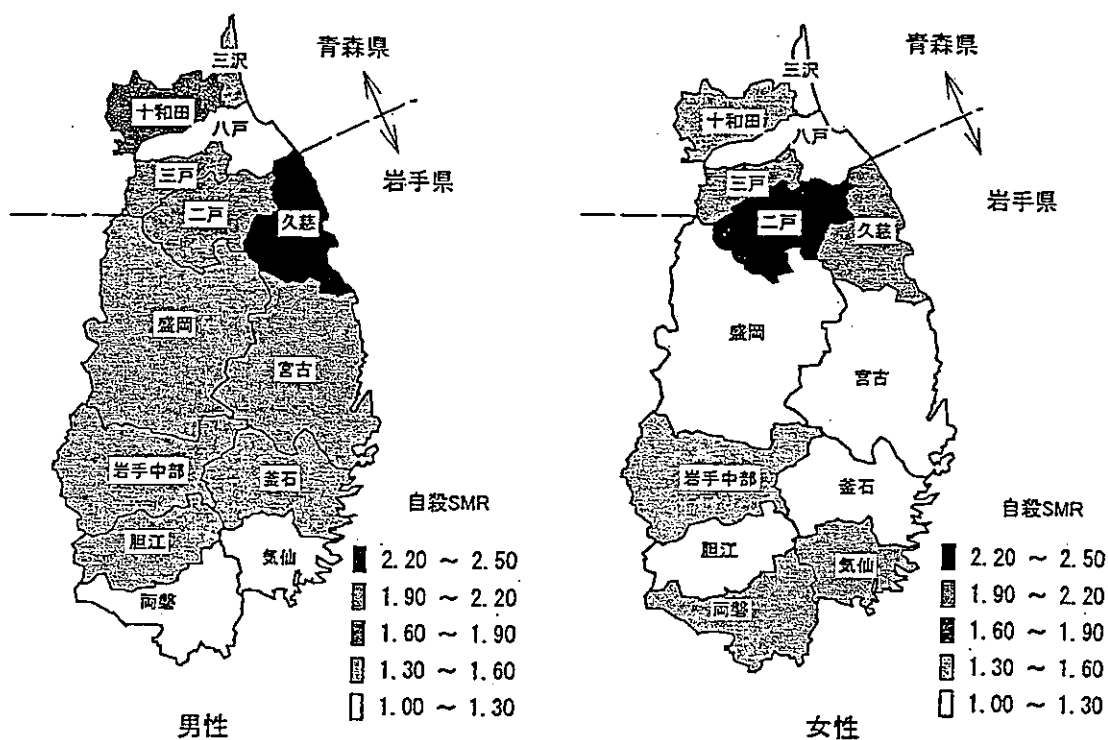 青森県
三沢
十和田
八戸
三戸
岩手県
二戸
久慈
盛岡
宮古
岩手中部
釜石
胆江
気仙
両磐
自殺SMR
2.20 ～ 2.50
1.90 ～ 2.20
1.60 ～ 1.90
1.30 ～ 1.60
1.00 ～ 1.30
男性
青森県
三沢
十和田
八戸
三戸
岩手県
二戸
久慈
盛岡
宮古
岩手中部
釜石
胆江
気仙
両磐
自殺SMR
2.20 ～ 2.50
1.90 ～ 2.20
1.60 ～ 1.90
1.30 ～ 1.60
1.00 ～ 1.30
女性